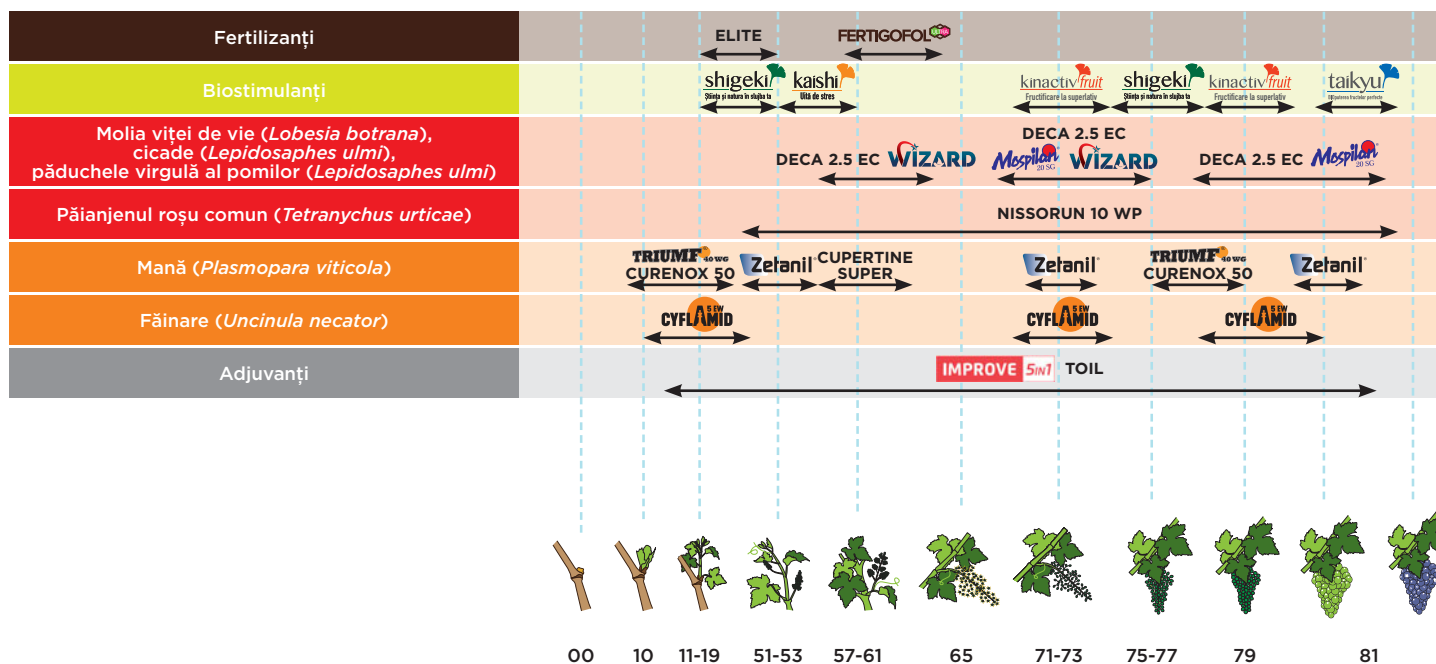 Fertilizanți
ELITE
FERTIGOFOL ULTRA
Biostimulanți
shigeki
Știința și natura în slujba ta
kaishi
Uită de stres
kinactiv fruit
Fructificare la superlativ
shigeki
Știința și natura în slujba ta
kinactiv fruit
Fructificare la superlativ
taikyu
Molia viței de vie (Lobesia botrana),
cicade (Lepidosaphes ulmi),
păduchele virgulă al pomilor (Lepidosaphes ulmi)
DECA 2.5 EC WIZARD
DECA 2.5 EC
Mospilan 20 SG WIZARD
DECA 2.5 EC Mospilan 20 SG
Păianjenul roșu comun (Tetranychus urticae)
NISSORUN 10 WP
Mană (Plasmopara viticola)
TRIUMF 40 WG
CURENOX 50
Zetanil
CUPERTINE
SUPER
Zetanil
TRIUMF 40 WG
CURENOX 50
Zetanil
Făinare (Uncinula necator)
CYFLAMID 5 EW
CYFLAMID 5 EW
CYFLAMID 5 EW
Adjuvanți
IMPROVE 5IN1 TOIL
00 10 11-19 51-53 57-61 65 71-73 75-77 79 81